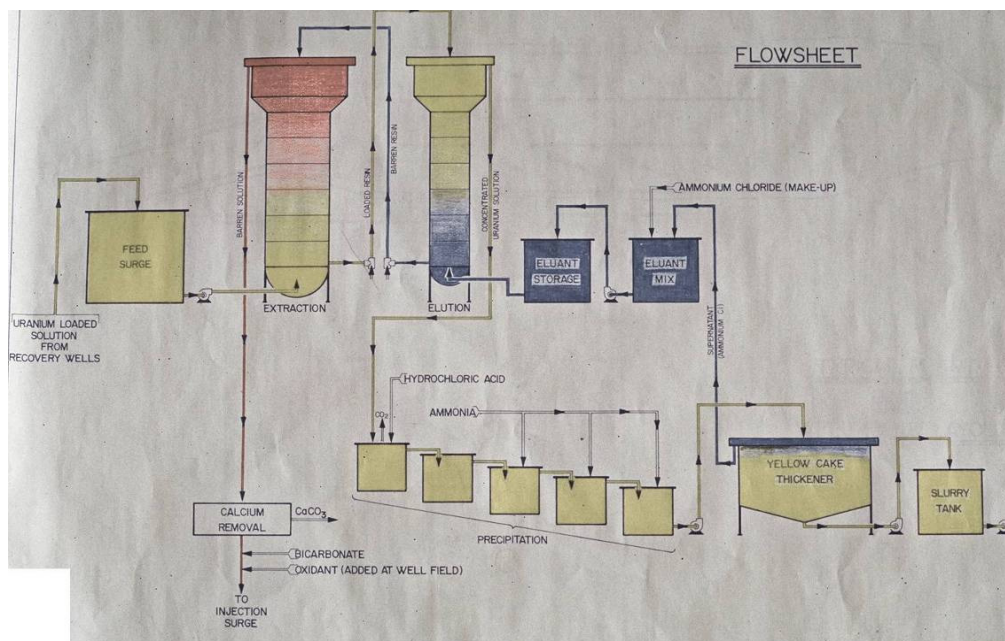 FLOWSHEET
BARREN SOLUTION
LOADED RESIN
BARREN RESIN
CONCENTRATED
URANIUM SOLUTION
AMMONIUM CHLORIDE (MAKE-UP)
FEED
SURGE
ELUANT
STORAGE
ELUANT
MIX
EXTRACTION
ELUTION
URANIUM LOADED
SOLUTION
FROM
RECOVERY WELLS
SUPERNATANT
(AMMONIUM Cl)
HYDROCHLORIC ACID
CO2
AMMONIA
YELLOW CAKE
THICKENER
SLURRY
TANK
CALCIUM
REMOVAL
CaCO3
PRECIPITATION
BICARBONATE
OXIDANT (ADDED AT WELL FIELD)
TO
INJECTION
SURGE